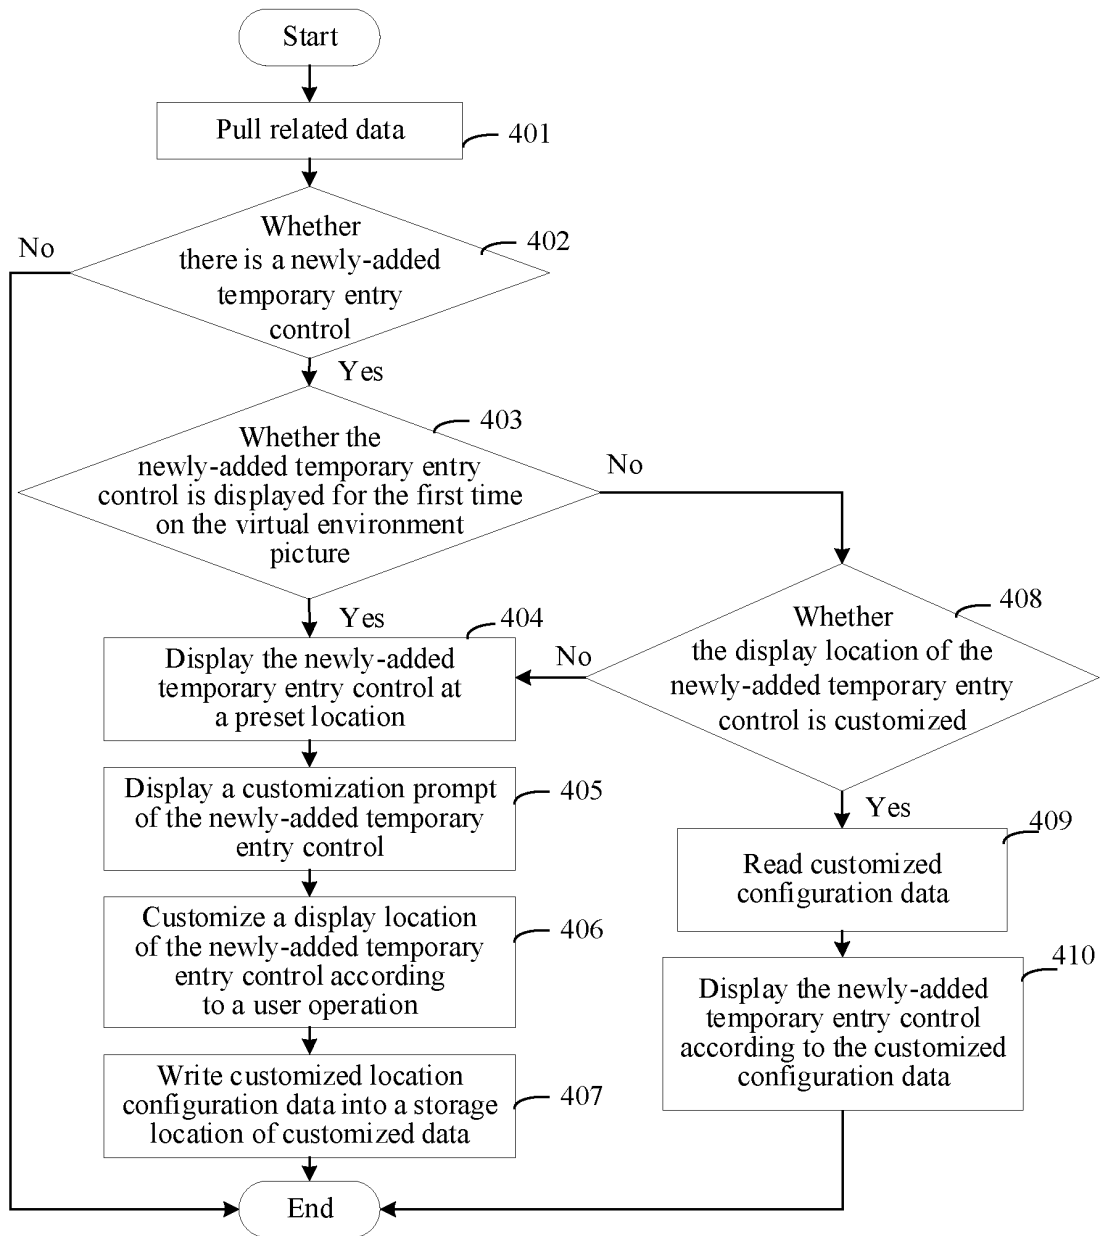 Start
Pull related data
401
Whether
there is a newly-added
temporary entry
control
402
No
Yes
403
Whether the
newly-added temporary entry
control is displayed for the first time
on the virtual environment
picture
No
Yes
404
Display the newly-added
temporary entry control at
a preset location
408
Whether
the display location of the
newly-added temporary entry
control is customized
No
Yes
Display a customization prompt
of the newly-added temporary
entry control
405
409
Read customized
configuration data
Customize a display location
of the newly-added temporary
entry control according
to a user operation
406
410
Display the newly-added
temporary entry control
according to the customized
configuration data
Write customized location
configuration data into a storage
location of customized data
407
End